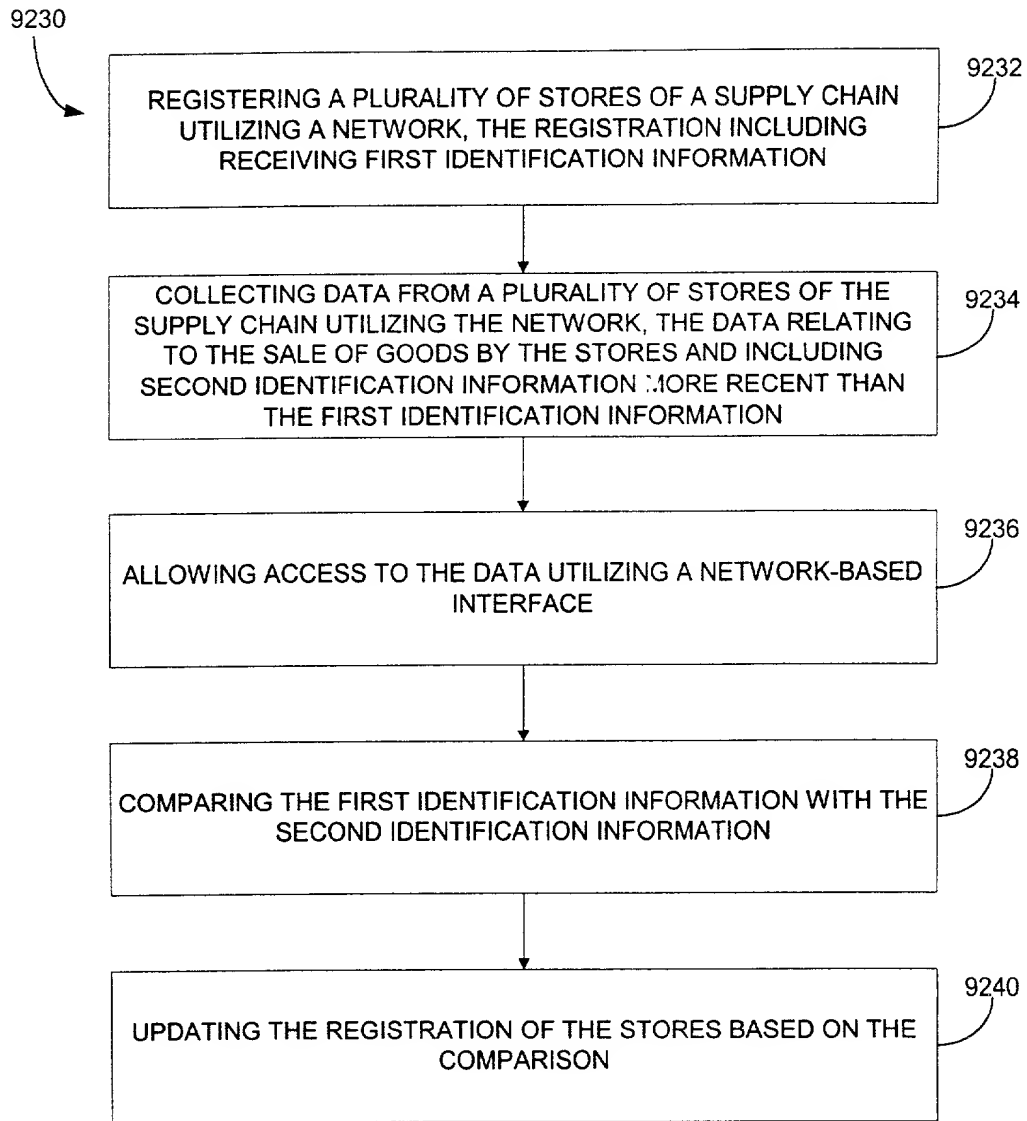 9230
9232
REGISTERING A PLURALITY OF STORES OF A SUPPLY CHAIN
UTILIZING A NETWORK, THE REGISTRATION INCLUDING
RECEIVING FIRST IDENTIFICATION INFORMATION
9234
COLLECTING DATA FROM A PLURALITY OF STORES OF THE
SUPPLY CHAIN UTILIZING THE NETWORK, THE DATA RELATING
TO THE SALE OF GOODS BY THE STORES AND INCLUDING
SECOND IDENTIFICATION INFORMATION MORE RECENT THAN
THE FIRST IDENTIFICATION INFORMATION
9236
ALLOWING ACCESS TO THE DATA UTILIZING A NETWORK-BASED
INTERFACE
9238
COMPARING THE FIRST IDENTIFICATION INFORMATION WITH THE
SECOND IDENTIFICATION INFORMATION
9240
UPDATING THE REGISTRATION OF THE STORES BASED ON THE
COMPARISON